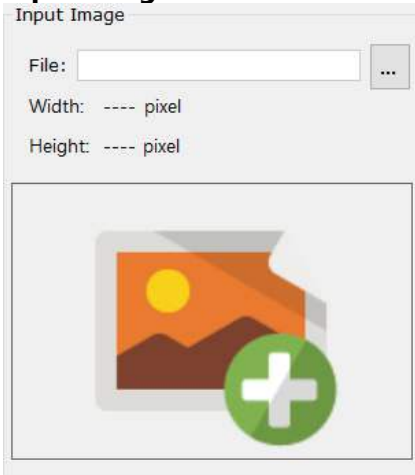 Input Image
File:
...
Width: ---- pixel
Height: ---- pixel